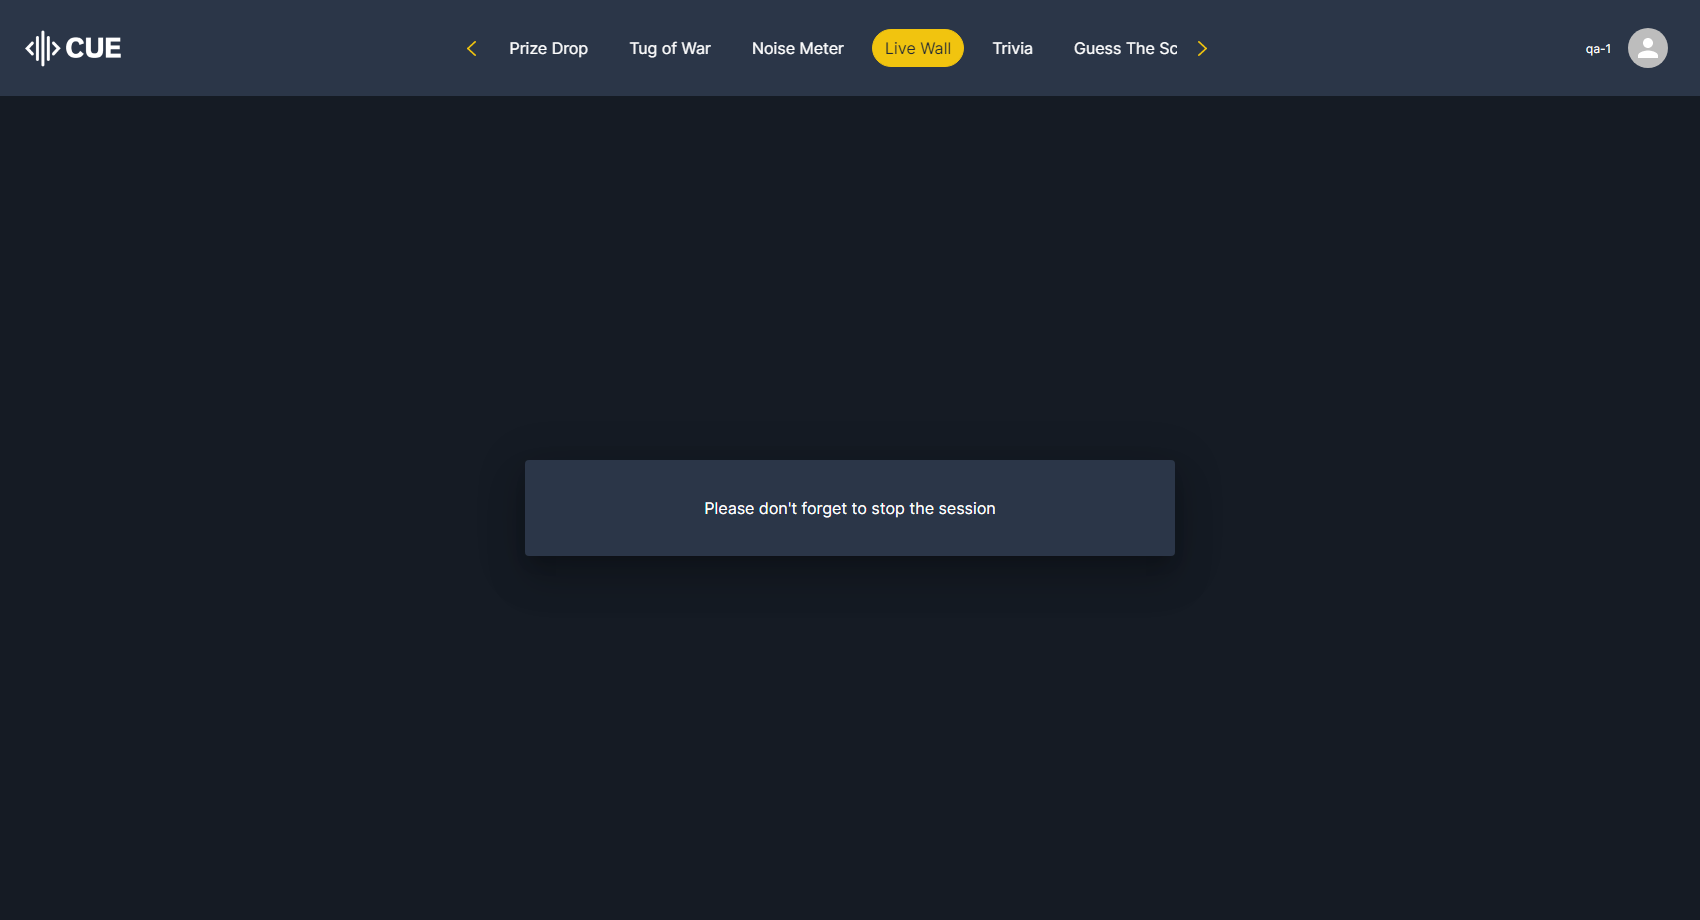 CUE
Prize Drop Tug of War Noise Meter Live Wall Trivia Guess The Sc
qa-1
Please don't forget to stop the session